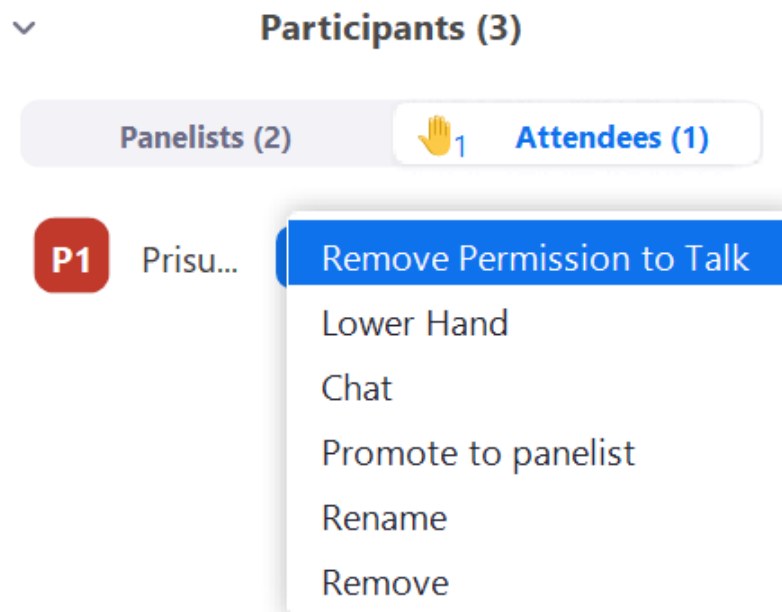 Participants (3)
Panelists (2) 1 Attendees (1)
P1 Prisu... Remove Permission to Talk
Lower Hand
Chat
Promote to panelist
Rename
Remove